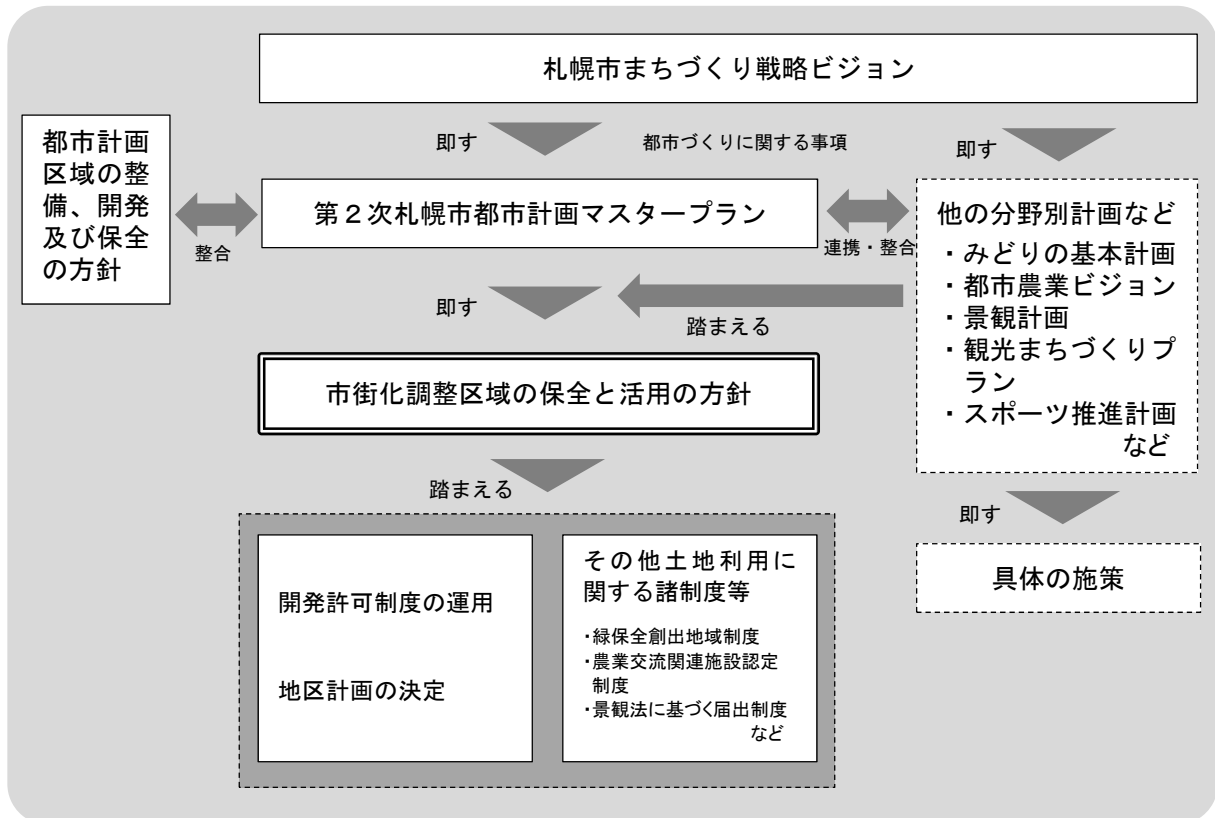 札幌市まちづくり戦略ビジョン
即す
都市づくりに関する事項
即す
都市計画
区域の整
備、開発
及び保全
の方針
整合
第２次札幌市都市計画マスタープラン
連携・整合
他の分野別計画など
・みどりの基本計画
・都市農業ビジョン
・景観計画
・観光まちづくりプ
ラン
・スポーツ推進計画
など
即す
踏まえる
市街化調整区域の保全と活用の方針
踏まえる
即す
具体の施策
開発許可制度の運用
地区計画の決定
その他土地利用に
関する諸制度等
・緑保全創出地域制度
・農業交流関連施設認定
制度
・景観法に基づく届出制度
など